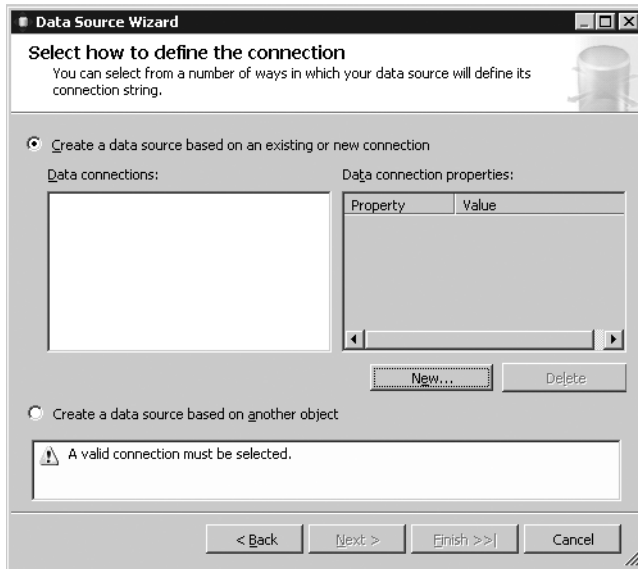 Data Source Wizard
Select how to define the connection
You can select from a number of ways in which your data source will define its
connection string.
Create a data source based on an existing or new connection
Data connections:
Data connection properties:
Property Value
New... Delete
Create a data source based on another object
A valid connection must be selected.
< Back Next > Finish >>| Cancel